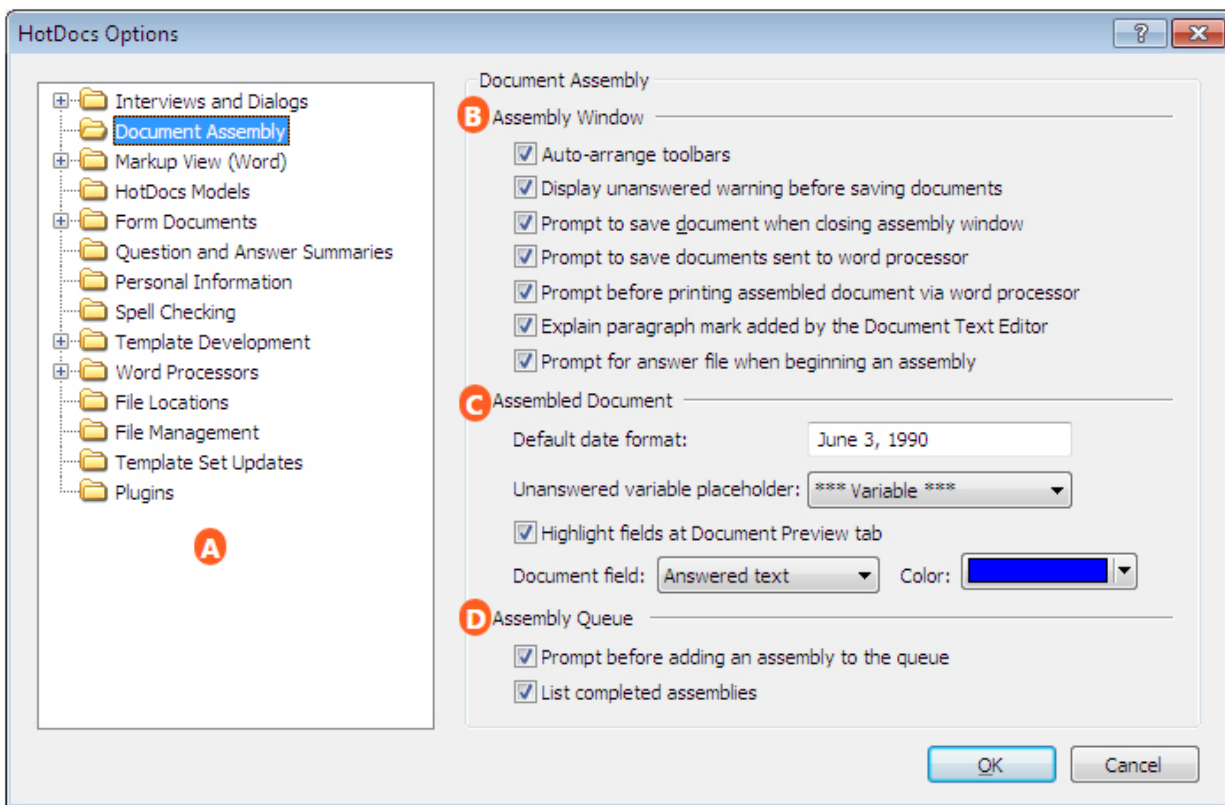 HotDocs Options
Interviews and Dialogs
Document Assembly
Markup View (Word)
HotDocs Models
Form Documents
Question and Answer Summaries
Personal Information
Spell Checking
Template Development
Word Processors
File Locations
File Management
Template Set Updates
Plugins
A
Document Assembly
B Assembly Window
Auto-arrange toolbars
Display unanswered warning before saving documents
Prompt to save document when closing assembly window
Prompt to save documents sent to word processor
Prompt before printing assembled document via word processor
Explain paragraph mark added by the Document Text Editor
Prompt for answer file when beginning an assembly
C Assembled Document
Default date format: June 3, 1990
Unanswered variable placeholder: *** Variable ***
Highlight fields at Document Preview tab
Document field: Answered text Color:
D Assembly Queue
Prompt before adding an assembly to the queue
List completed assemblies
OK Cancel